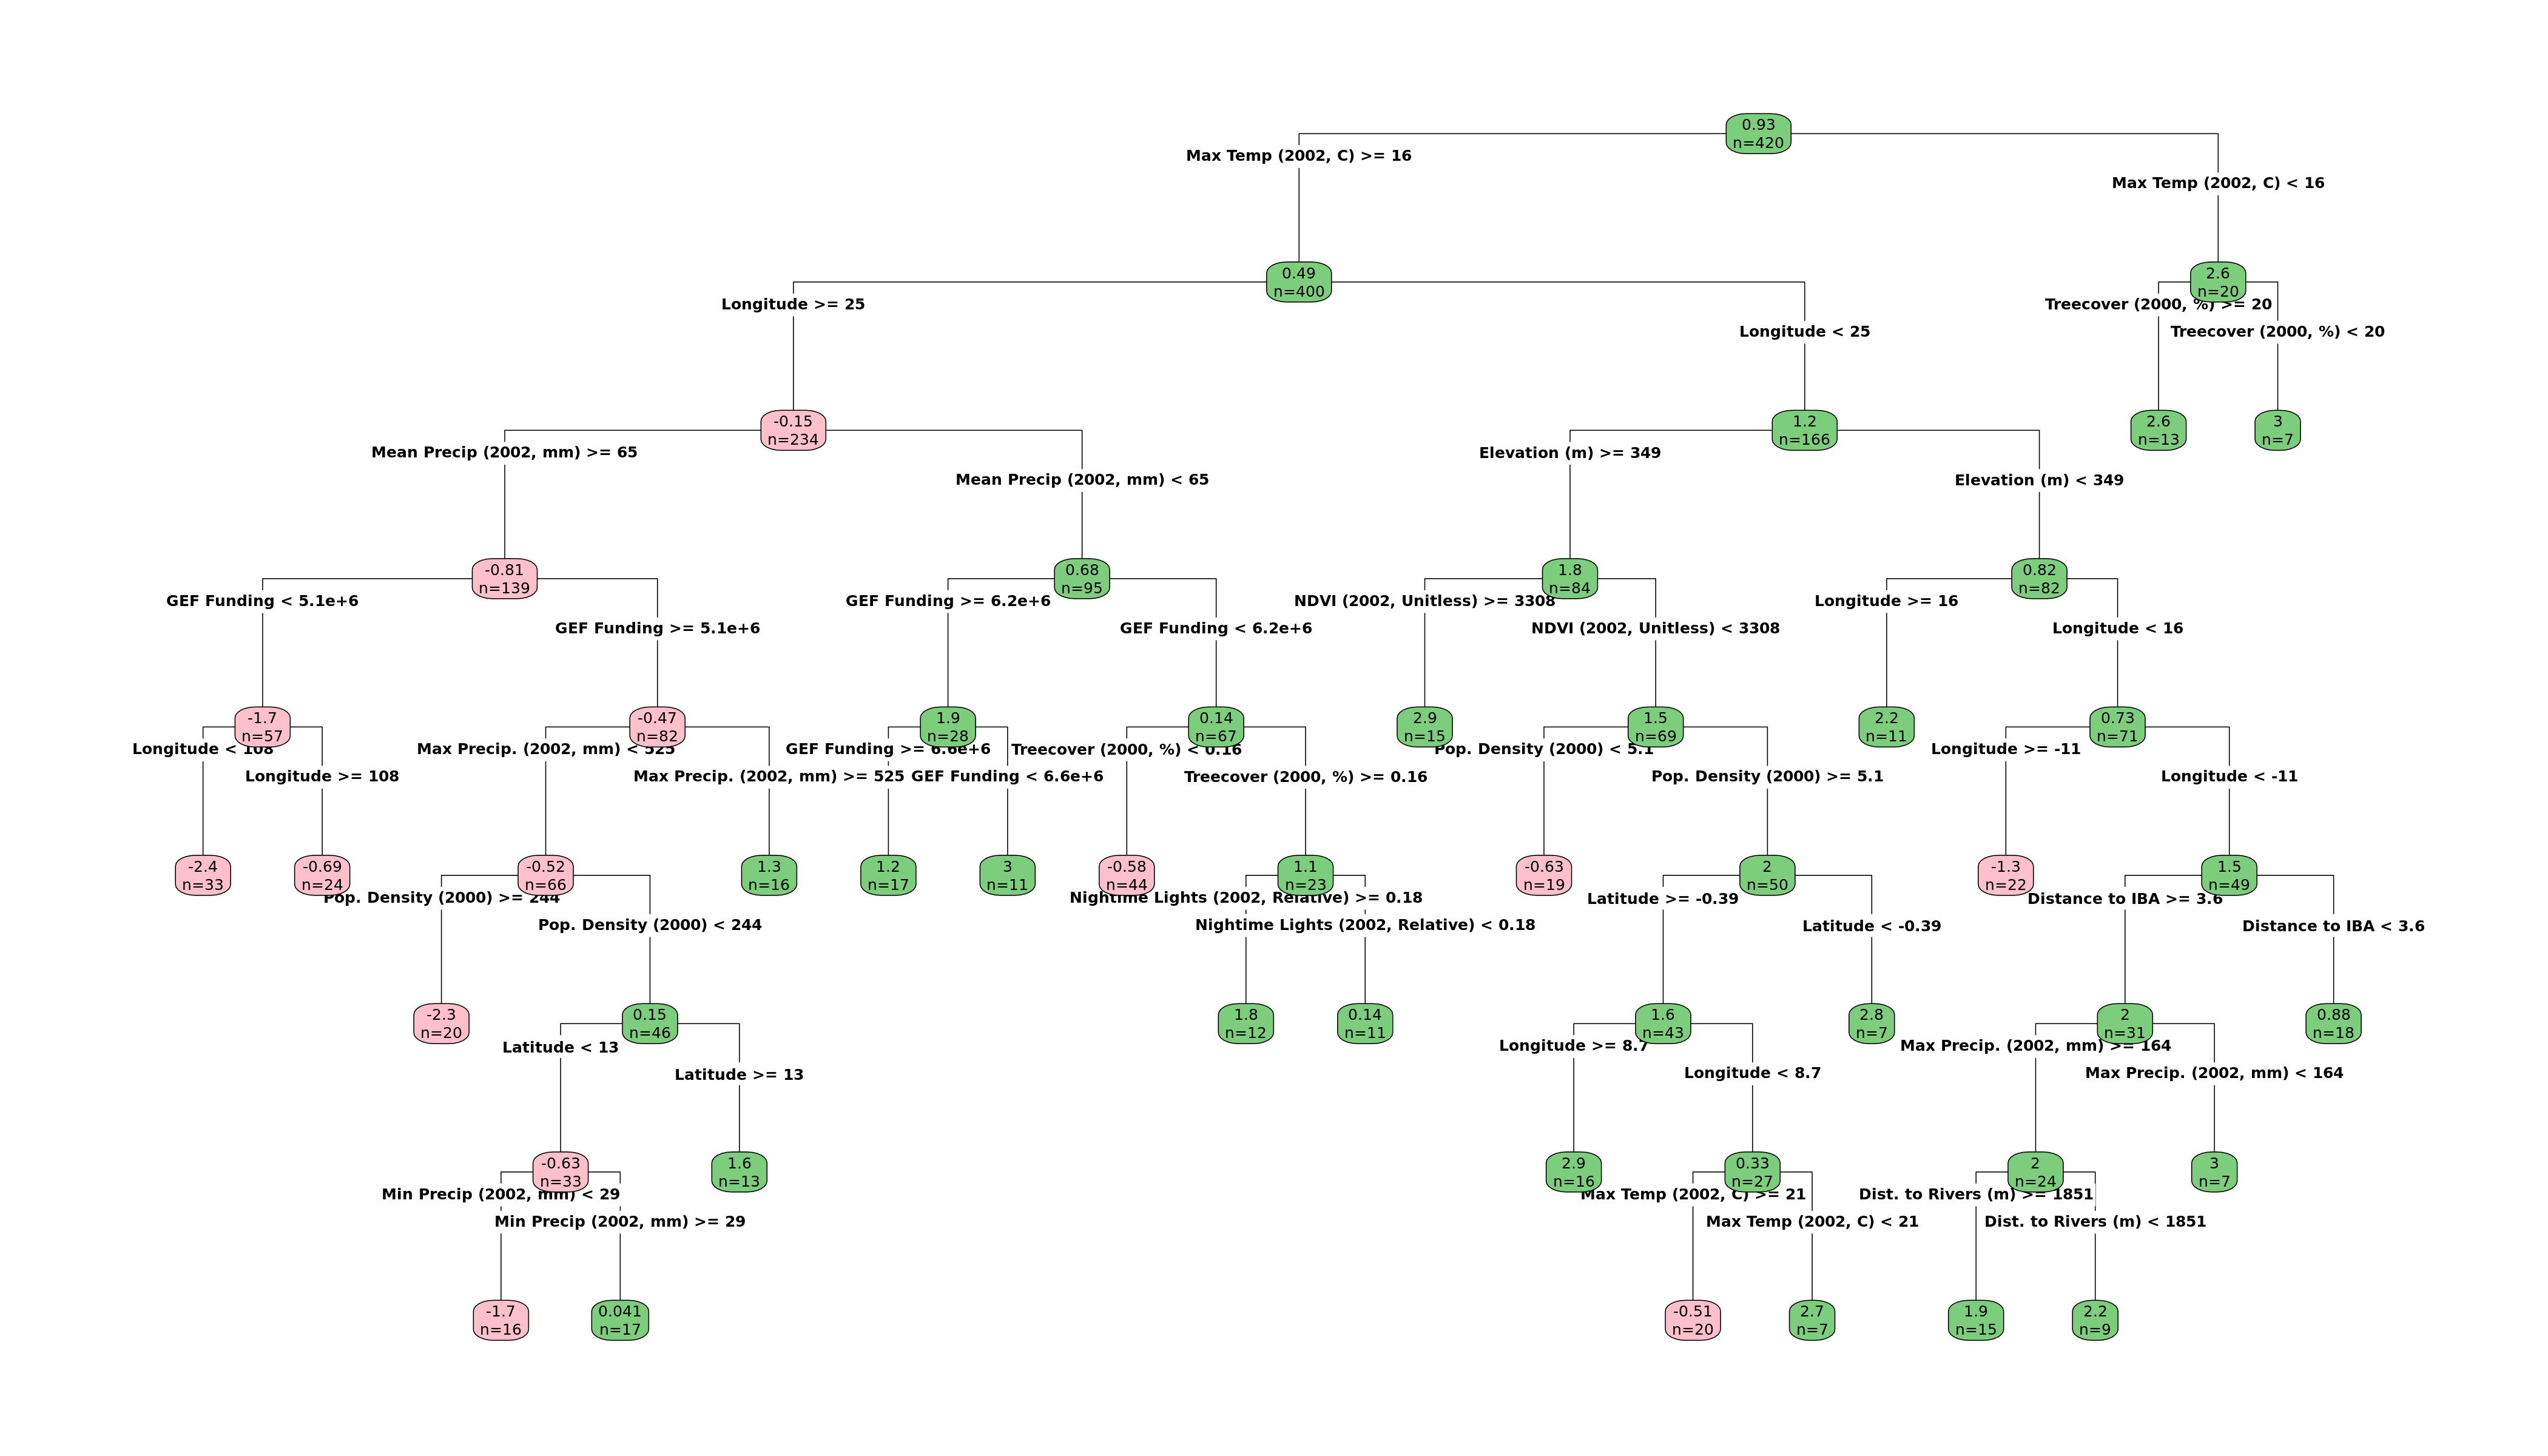 0.93
n=420
Max Temp (2002, C) >= 16
Max Temp (2002, C) < 16
0.49
n=400
2.6
n=20
Longitude >= 25
Treecover (2000, %) >= 20
Longitude < 25
Treecover (2000, %) < 20
-0.15
n=234
1.2
n=166
2.6
n=13
3
n=7
Mean Precip (2002, mm) >= 65
Elevation (m) >= 349
Mean Precip (2002, mm) < 65
Elevation (m) < 349
-0.81
n=139
0.68
n=95
1.8
n=84
0.82
n=82
GEF Funding < 5.1e+6
GEF Funding >= 6.2e+6
NDVI (2002, Unitless) >= 3308
Longitude >= 16
GEF Funding >= 5.1e+6
GEF Funding < 6.2e+6
NDVI (2002, Unitless) < 3308
Longitude < 16
-1.7
n=57
-0.47
n=82
1.9
n=28
0.14
n=67
2.9
n=15
1.5
n=69
2.2
n=11
0.73
n=71
Longitude < 108
Max Precip. (2002, mm) < 525
GEF Funding >= 6.6e+6
Treecover (2000, %) < 0.16
Pop. Density (2000) < 5.1
Longitude >= -11
Longitude >= 108
Max Precip. (2002, mm) >= 525
GEF Funding < 6.6e+6
Treecover (2000, %) >= 0.16
Pop. Density (2000) >= 5.1
Longitude < -11
-2.4
n=33
-0.69
n=24
-0.52
n=66
1.3
n=16
1.2
n=17
3
n=11
-0.58
n=44
1.1
n=23
-0.63
n=19
2
n=50
-1.3
n=22
1.5
n=49
Pop. Density (2000) >= 244
Nightime Lights (2002, Relative) >= 0.18
Latitude >= -0.39
Distance to IBA >= 3.6
Pop. Density (2000) < 244
Nightime Lights (2002, Relative) < 0.18
Latitude < -0.39
Distance to IBA < 3.6
-2.3
n=20
0.15
n=46
1.8
n=12
0.14
n=11
1.6
n=43
2.8
n=7
2
n=31
0.88
n=18
Latitude < 13
Longitude >= 8.7
Max Precip. (2002, mm) >= 164
Latitude >= 13
Longitude < 8.7
Max Precip. (2002, mm) < 164
-0.63
n=33
1.6
n=13
2.9
n=16
0.33
n=27
2
n=24
3
n=7
Min Precip (2002, mm) < 29
Max Temp (2002, C) >= 21
Dist. to Rivers (m) >= 1851
Min Precip (2002, mm) >= 29
Max Temp (2002, C) < 21
Dist. to Rivers (m) < 1851
-1.7
n=16
0.041
n=17
-0.51
n=20
2.7
n=7
1.9
n=15
2.2
n=9